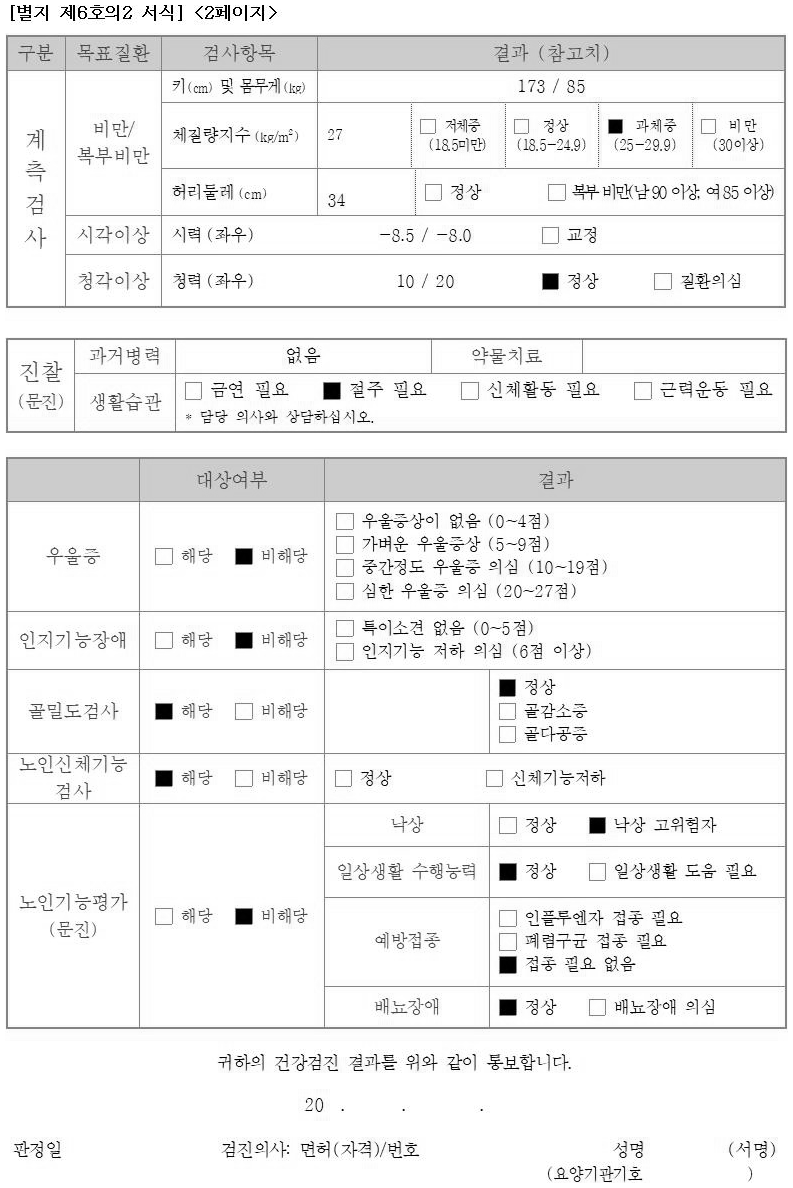 [별지 제6호의2 서식] <2페이지>
구분 목표질환 검사항목 결과 (참고치)
계측검사
비만/복부비만
키(cm) 및 몸무게(kg) 173 / 85
체질량지수(kg/m²) 27 □ 저체중 (18.5미만) □ 정상 (18.5-24.9) ■ 과체중 (25-29.9) □ 비만 (30이상)
허리둘레(cm) 34 □ 정상 □ 복부 비만(남 90 이상, 여 85 이상)
시각이상 시력(좌우) -8.5 / -8.0 □ 교정
청각이상 청력(좌우) 10 / 20 ■ 정상 □ 질환의심
진찰 (문진)
과거병력 없음 약물치료
생활습관 □ 금연 필요 ■ 절주 필요 □ 신체활동 필요 □ 근력운동 필요
* 담당 의사와 상담하십시오.
대상여부 결과
우울증 □ 해당 ■ 비해당
□ 우울증상이 없음 (0~4점)
□ 가벼운 우울증상 (5~9점)
□ 중간정도 우울증 의심 (10~19점)
□ 심한 우울증 의심 (20~27점)
인지기능장애 □ 해당 ■ 비해당
□ 특이소견 없음 (0~5점)
□ 인지기능 저하 의심 (6점 이상)
골밀도검사 ■ 해당 □ 비해당
■ 정상
□ 골감소증
□ 골다공증
노인신체기능
검사 ■ 해당 □ 비해당 □ 정상 □ 신체기능저하
노인기능평가
(문진) □ 해당 ■ 비해당
낙상 □ 정상 ■ 낙상 고위험자
일상생활 수행능력 ■ 정상 □ 일상생활 도움 필요
예방접종
□ 인플루엔자 접종 필요
□ 폐렴구균 접종 필요
■ 접종 필요 없음
배뇨장애 ■ 정상 □ 배뇨장애 의심
귀하의 건강검진 결과를 위와 같이 통보합니다.
20 . . .
판정일 검진의사: 면허(자격)/번호 성명 (서명)
(요양기관기호 )